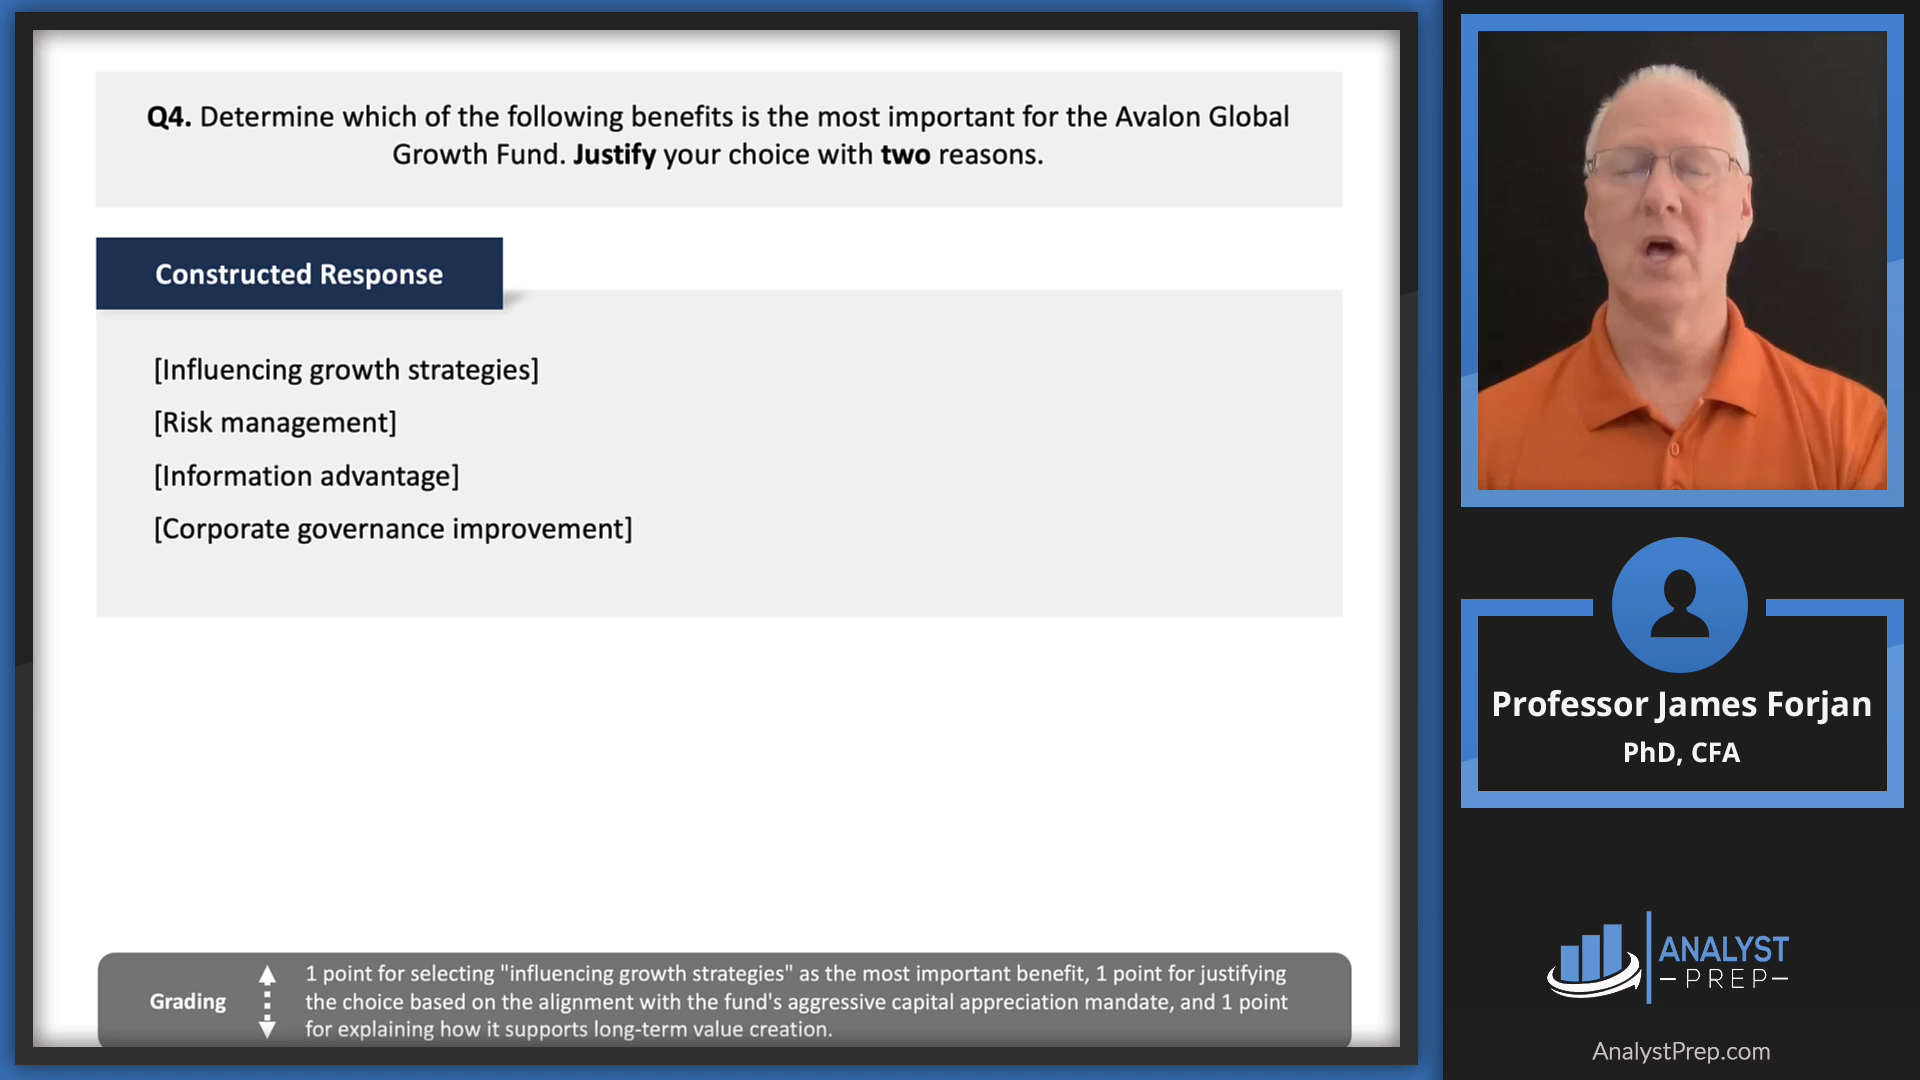 Q4. Determine which of the following benefits is the most important for the Avalon Global
Growth Fund. Justify your choice with two reasons.
Constructed Response
[Influencing growth strategies]
[Risk management]
[Information advantage]
[Corporate governance improvement]
Grading
1 point for selecting "influencing growth strategies" as the most important benefit, 1 point for justifying
the choice based on the alignment with the fund's aggressive capital appreciation mandate, and 1 point
for explaining how it supports long-term value creation.
Professor James Forjan
PhD, CFA
ANALYST
PREP
AnalystPrep.com